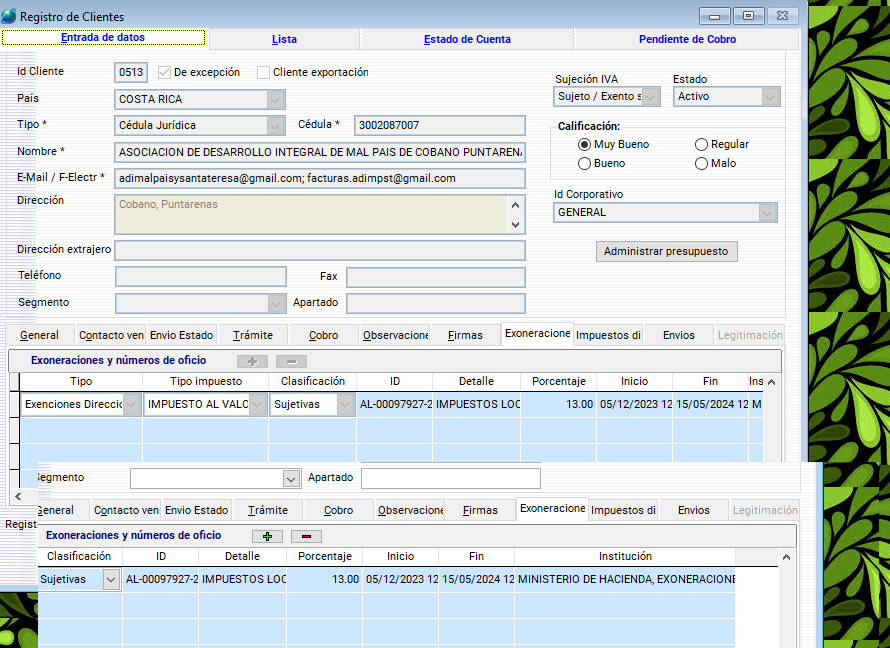 Registro de Clientes
Entrada de datos Lista Estado de Cuenta Pendiente de Cobro
Id Cliente 0513 De excepción Cliente exportación
Sujeción IVA Estado
País COSTA RICA Sujeto / Exento s Activo
Tipo * Cédula Jurídica Cédula * 3002087007
Calificación:
Nombre * ASOCIACION DE DESARROLLO INTEGRAL DE MAL PAIS DE COBANO PUNTARENA
Muy Bueno Regular
Bueno Malo
E-Mail / F-Electr * adimalpaisysantateresa@gmail.com; facturas.adimpst@gmail.com
Dirección Cobano, Puntarenas
Id Corporativo
GENERAL
Dirección extrajero
Administrar presupuesto
Teléfono Fax
Segmento Apartado
General Contacto ven Envio Estado Trámite Cobro Observacione Firmas Exoneracione Impuestos di Envios Legitimación
Exoneraciones y números de oficio
Tipo Tipo impuesto Clasificación ID Detalle Porcentaje Inicio Fin Ins
Exenciones Direcció IMPUESTO AL VALO Sujetivas AL-00097927-2 IMPUESTOS LOC 13.00 05/12/2023 12 15/05/2024 12 M
Segmento Apartado
General Contacto ven Envio Estado Trámite Cobro Observacione Firmas Exoneracione Impuestos di Envios Legitimación
Regist
Exoneraciones y números de oficio
Clasificación ID Detalle Porcentaje Inicio Fin Institución
Sujetivas AL-00097927-2 IMPUESTOS LOC 13.00 05/12/2023 12 15/05/2024 12 MINISTERIO DE HACIENDA, EXONERACIONE